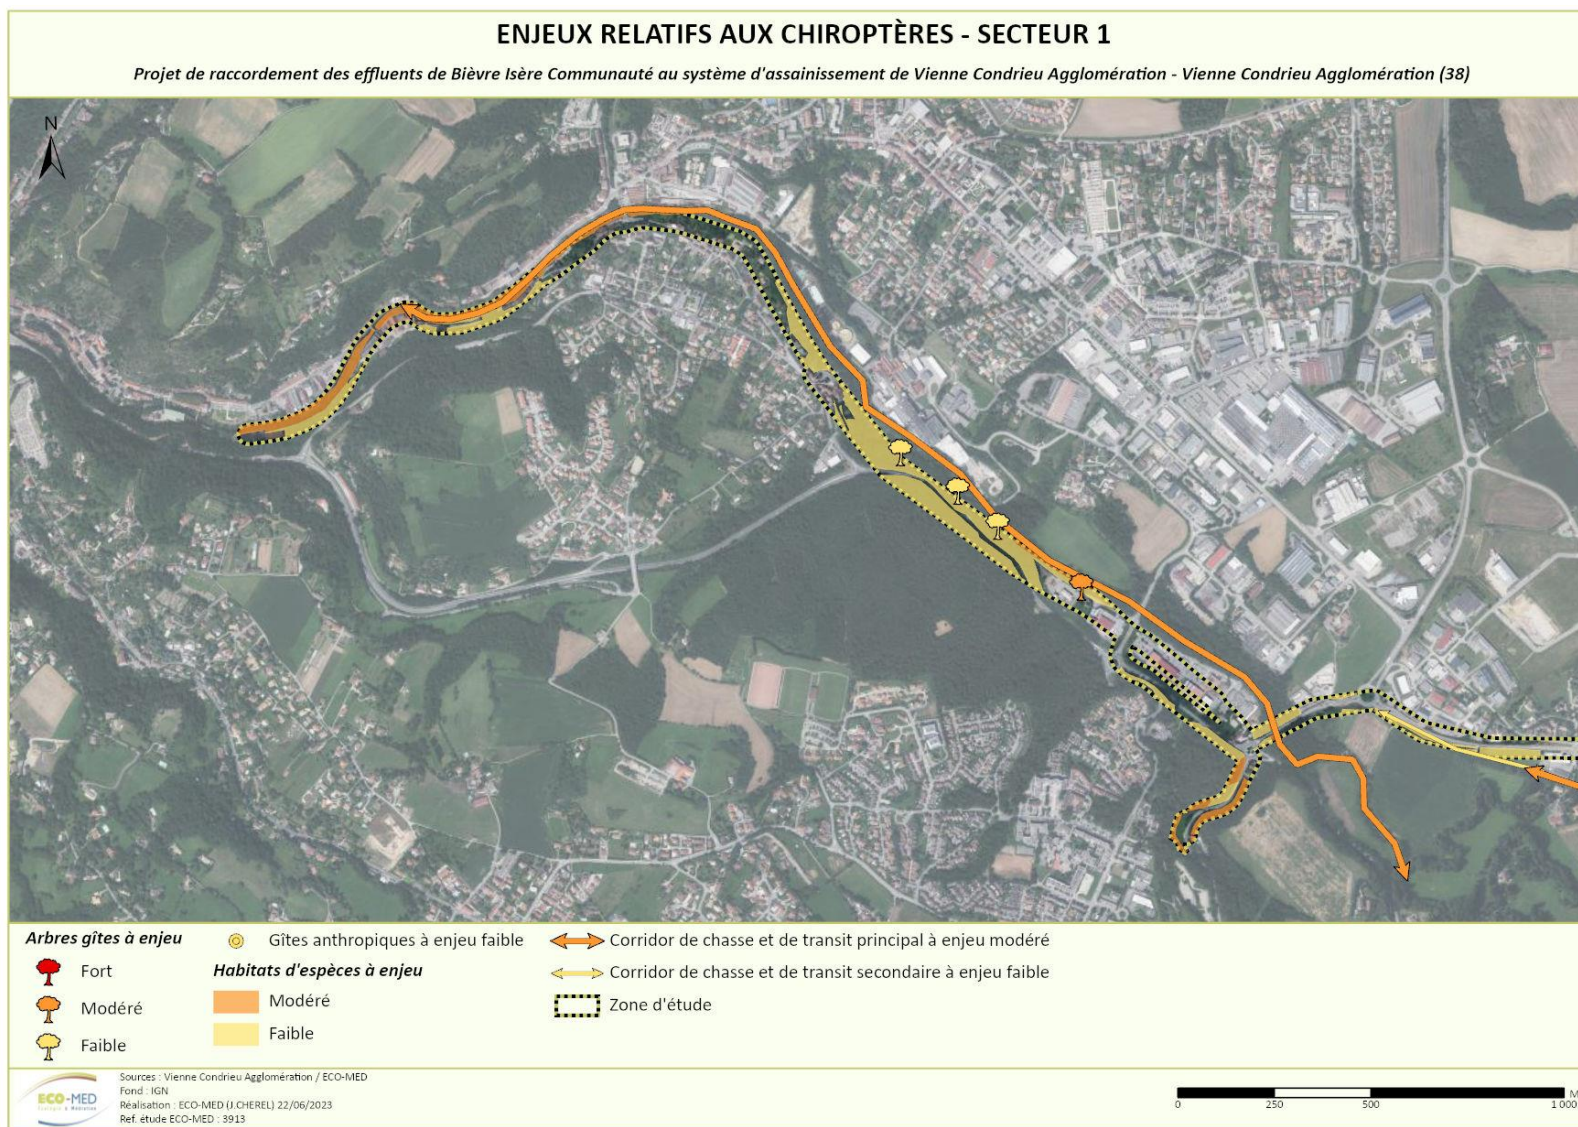 ENJEUX RELATIFS AUX CHIROPTÈRES - SECTEUR 1
Projet de raccordement des effluents de Bièvre Isère Communauté au système d'assainissement de Vienne Condrieu Agglomération - Vienne Condrieu Agglomération (38)
N
Arbres gîtes à enjeu
Fort
Modéré
Faible
Gîtes anthropiques à enjeu faible
Habitats d'espèces à enjeu
Modéré
Faible
Corridor de chasse et de transit principal à enjeu modéré
Corridor de chasse et de transit secondaire à enjeu faible
Zone d'étude
ECO-MED
Ecologie & Médiation
Sources : Vienne Condrieu Agglomération / ECO-MED
Fond : IGN
Réalisation : ECO-MED (J.CHEREL) 22/06/2023
Ref. étude ECO-MED : 3913
M
0 250 500 1 000